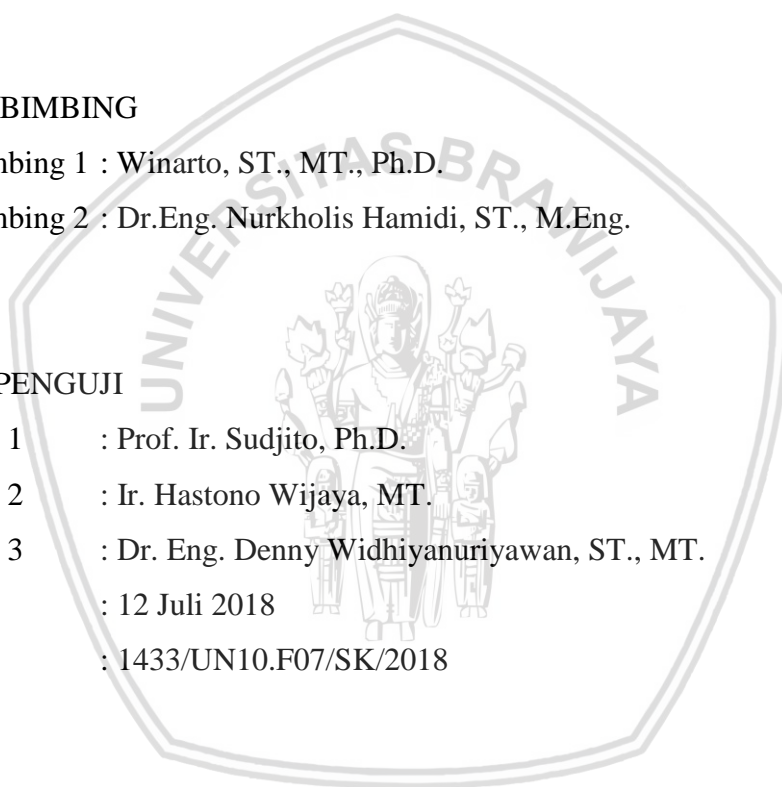 BIMBING
nbing 1 : Winarto, ST., MT., Ph.D.
nbing 2 : Dr.Eng. Nurkholis Hamidi, ST., M.Eng.
UNIVERSITAS BRAWIJAYA
PENGUJI
1 : Prof. Ir. Sudjito, Ph.D.
2 : Ir. Hastono Wijaya, MT.
3 : Dr. Eng. Denny Widhiyanuriyawan, ST., MT.
: 12 Juli 2018
: 1433/UN10.F07/SK/2018